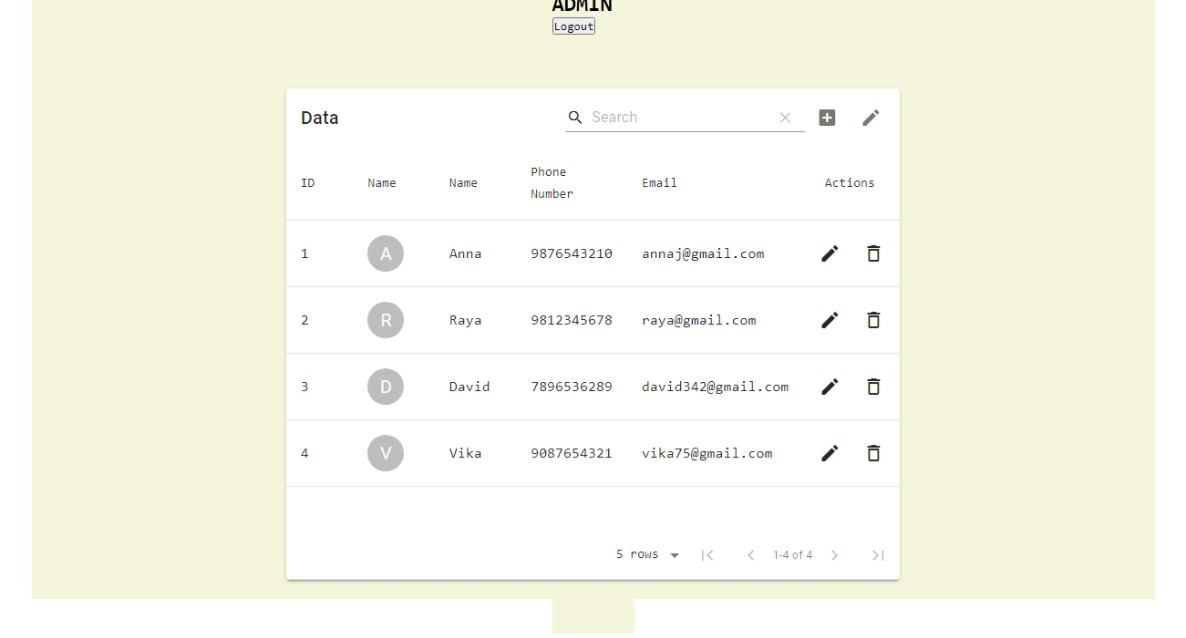 ADMIN
Logout
Data
Search
ID Name Name Phone Number Email Actions
1 A Anna 9876543210 annaj@gmail.com
2 R Raya 9812345678 raya@gmail.com
3 D David 7896536289 david342@gmail.com
4 V Vika 9087654321 vika75@gmail.com
5 rows 1-4 of 4